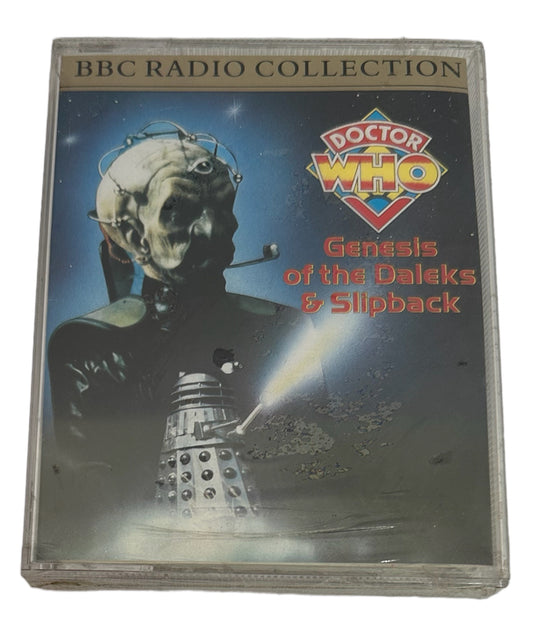 BBC RADIO COLLECTION
DOCTOR
WHO
Genesis
of the Daleks
& Slipback